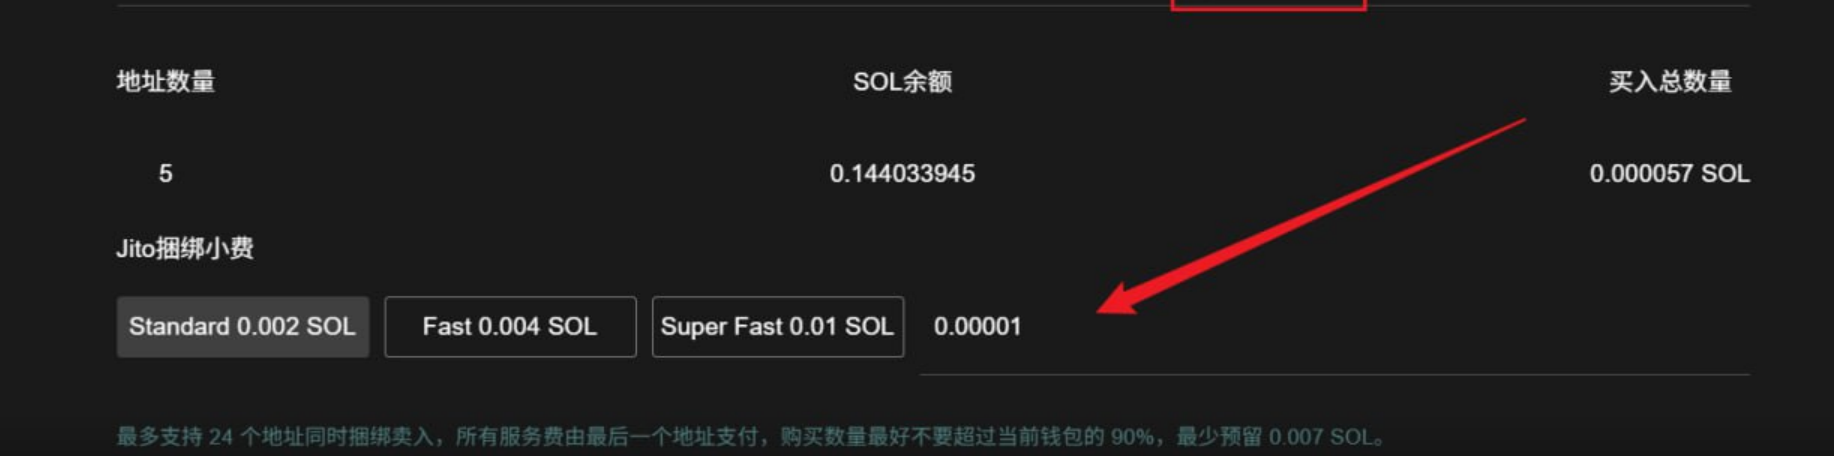 地址数量 SOL余额 买入总数量
5 0.144033945 0.000057 SOL
Jito捆绑小费
Standard 0.002 SOL Fast 0.004 SOL Super Fast 0.01 SOL 0.00001
最多支持 24 个地址同时捆绑卖入，所有服务费由最后一个地址支付，购买数量最好不要超过当前钱包的 90%，最少预留 0.007 SOL。